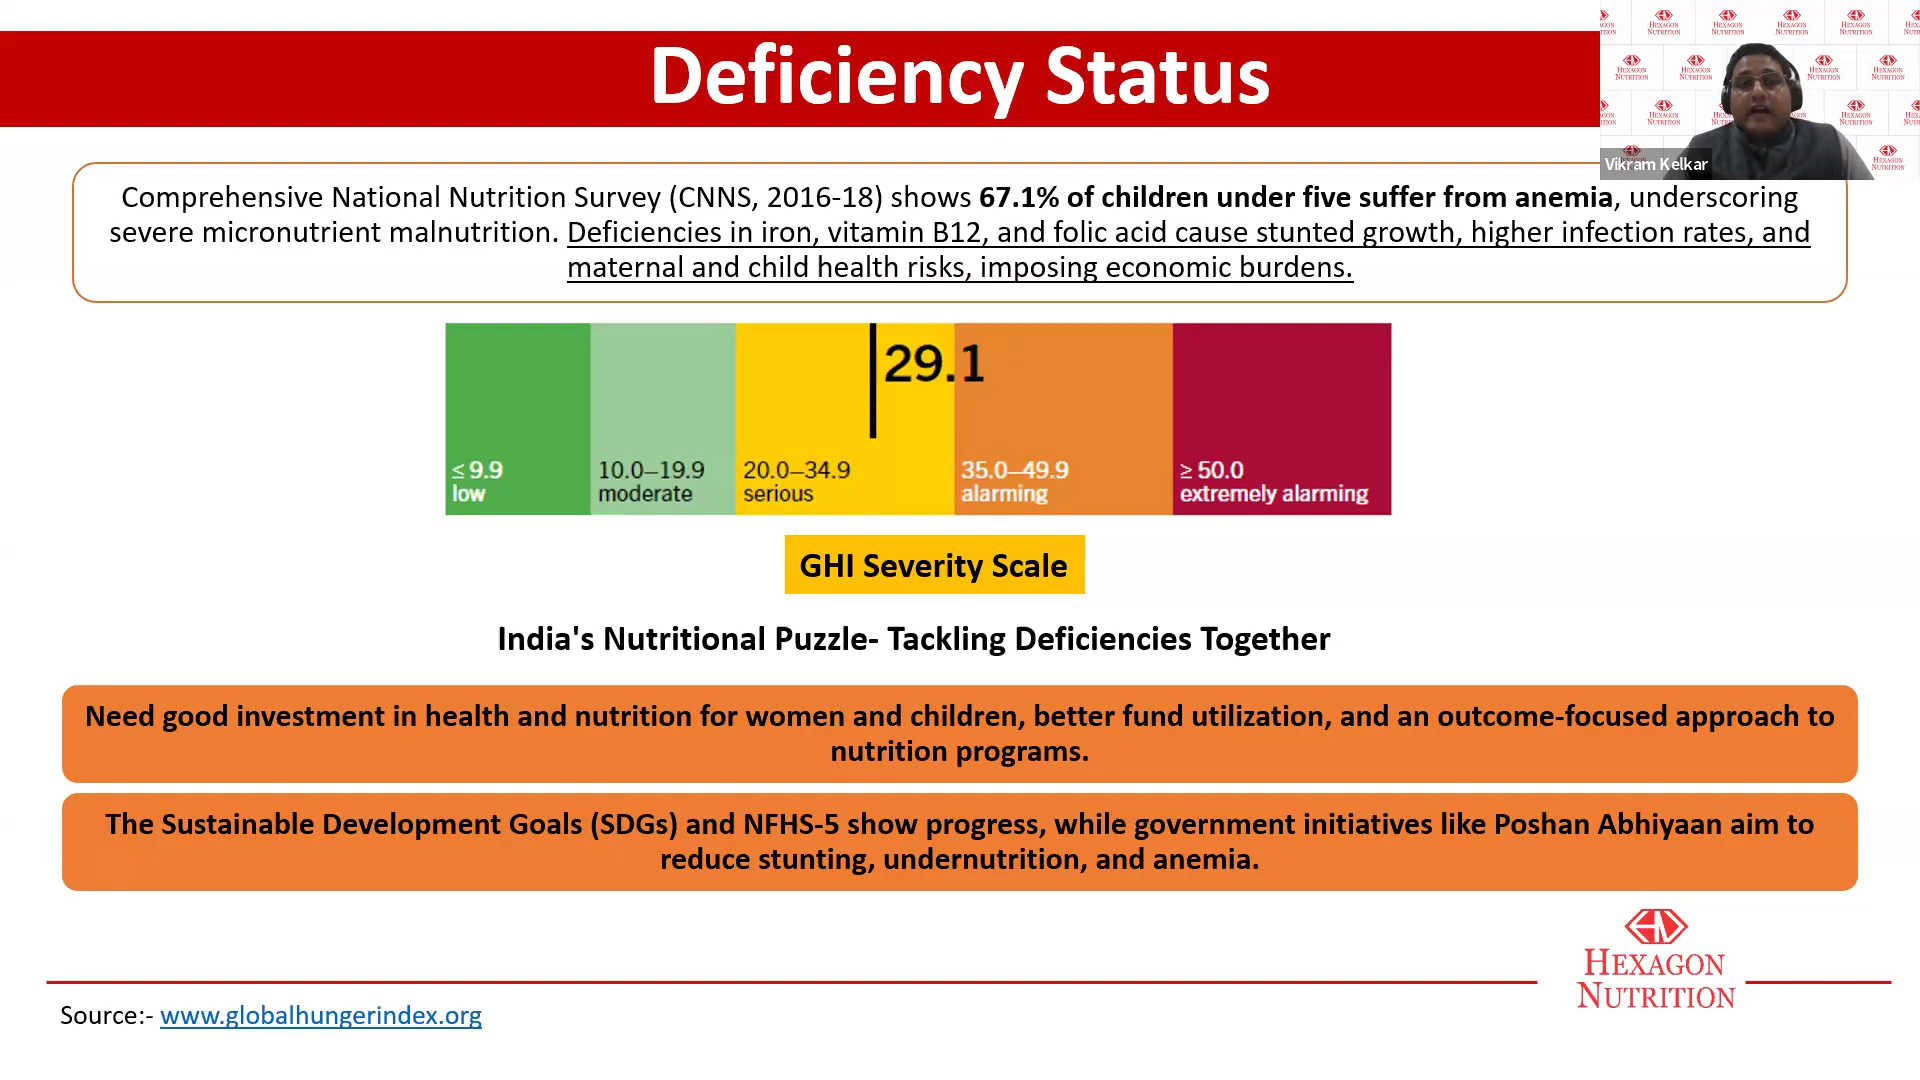 Deficiency Status
HEXAGON NUTRITION
Vikram Kelkar
Comprehensive National Nutrition Survey (CNNS, 2016-18) shows 67.1% of children under five suffer from anemia, underscoring
severe micronutrient malnutrition. Deficiencies in iron, vitamin B12, and folic acid cause stunted growth, higher infection rates, and
maternal and child health risks, imposing economic burdens.
29.1
≤ 9.9
low
10.0–19.9
moderate
20.0–34.9
serious
35.0–49.9
alarming
≥ 50.0
extremely alarming
GHI Severity Scale
India's Nutritional Puzzle- Tackling Deficiencies Together
Need good investment in health and nutrition for women and children, better fund utilization, and an outcome-focused approach to
nutrition programs.
The Sustainable Development Goals (SDGs) and NFHS-5 show progress, while government initiatives like Poshan Abhiyaan aim to
reduce stunting, undernutrition, and anemia.
HEXAGON
NUTRITION
Source:- www.globalhungerindex.org